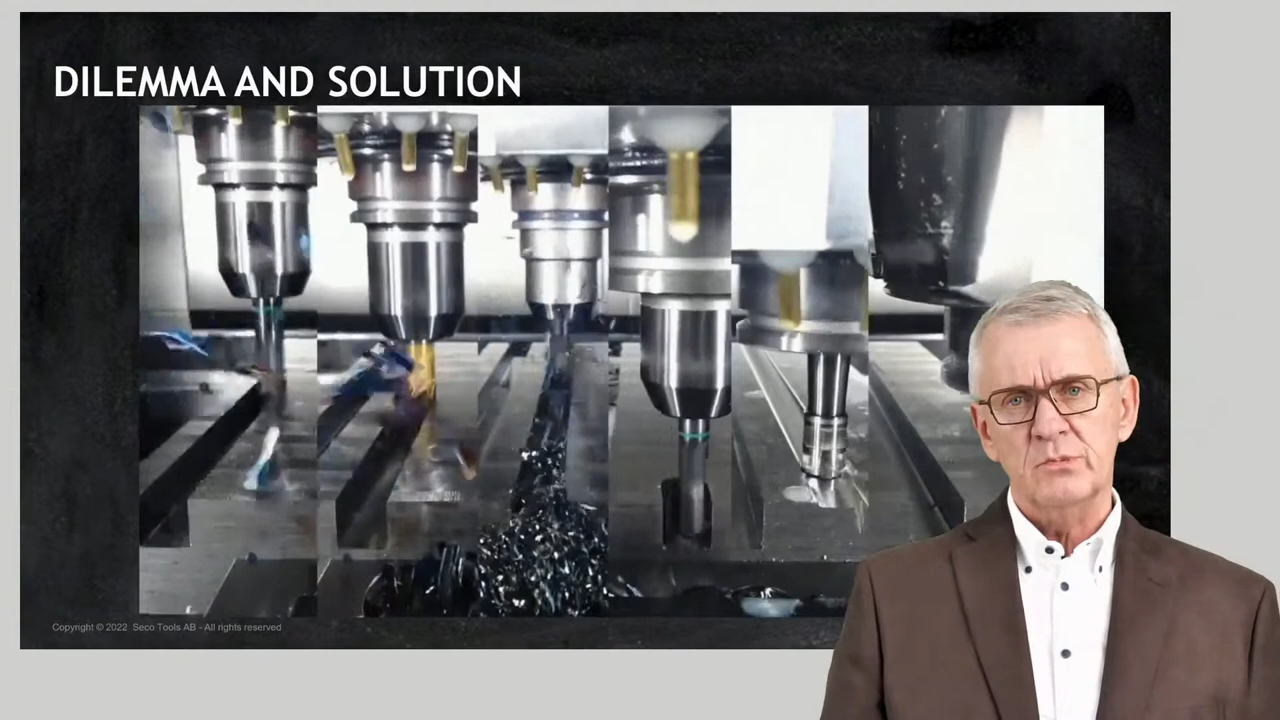 DILEMMA AND SOLUTION
Copyright © 2022 Seco Tools AB - All rights reserved